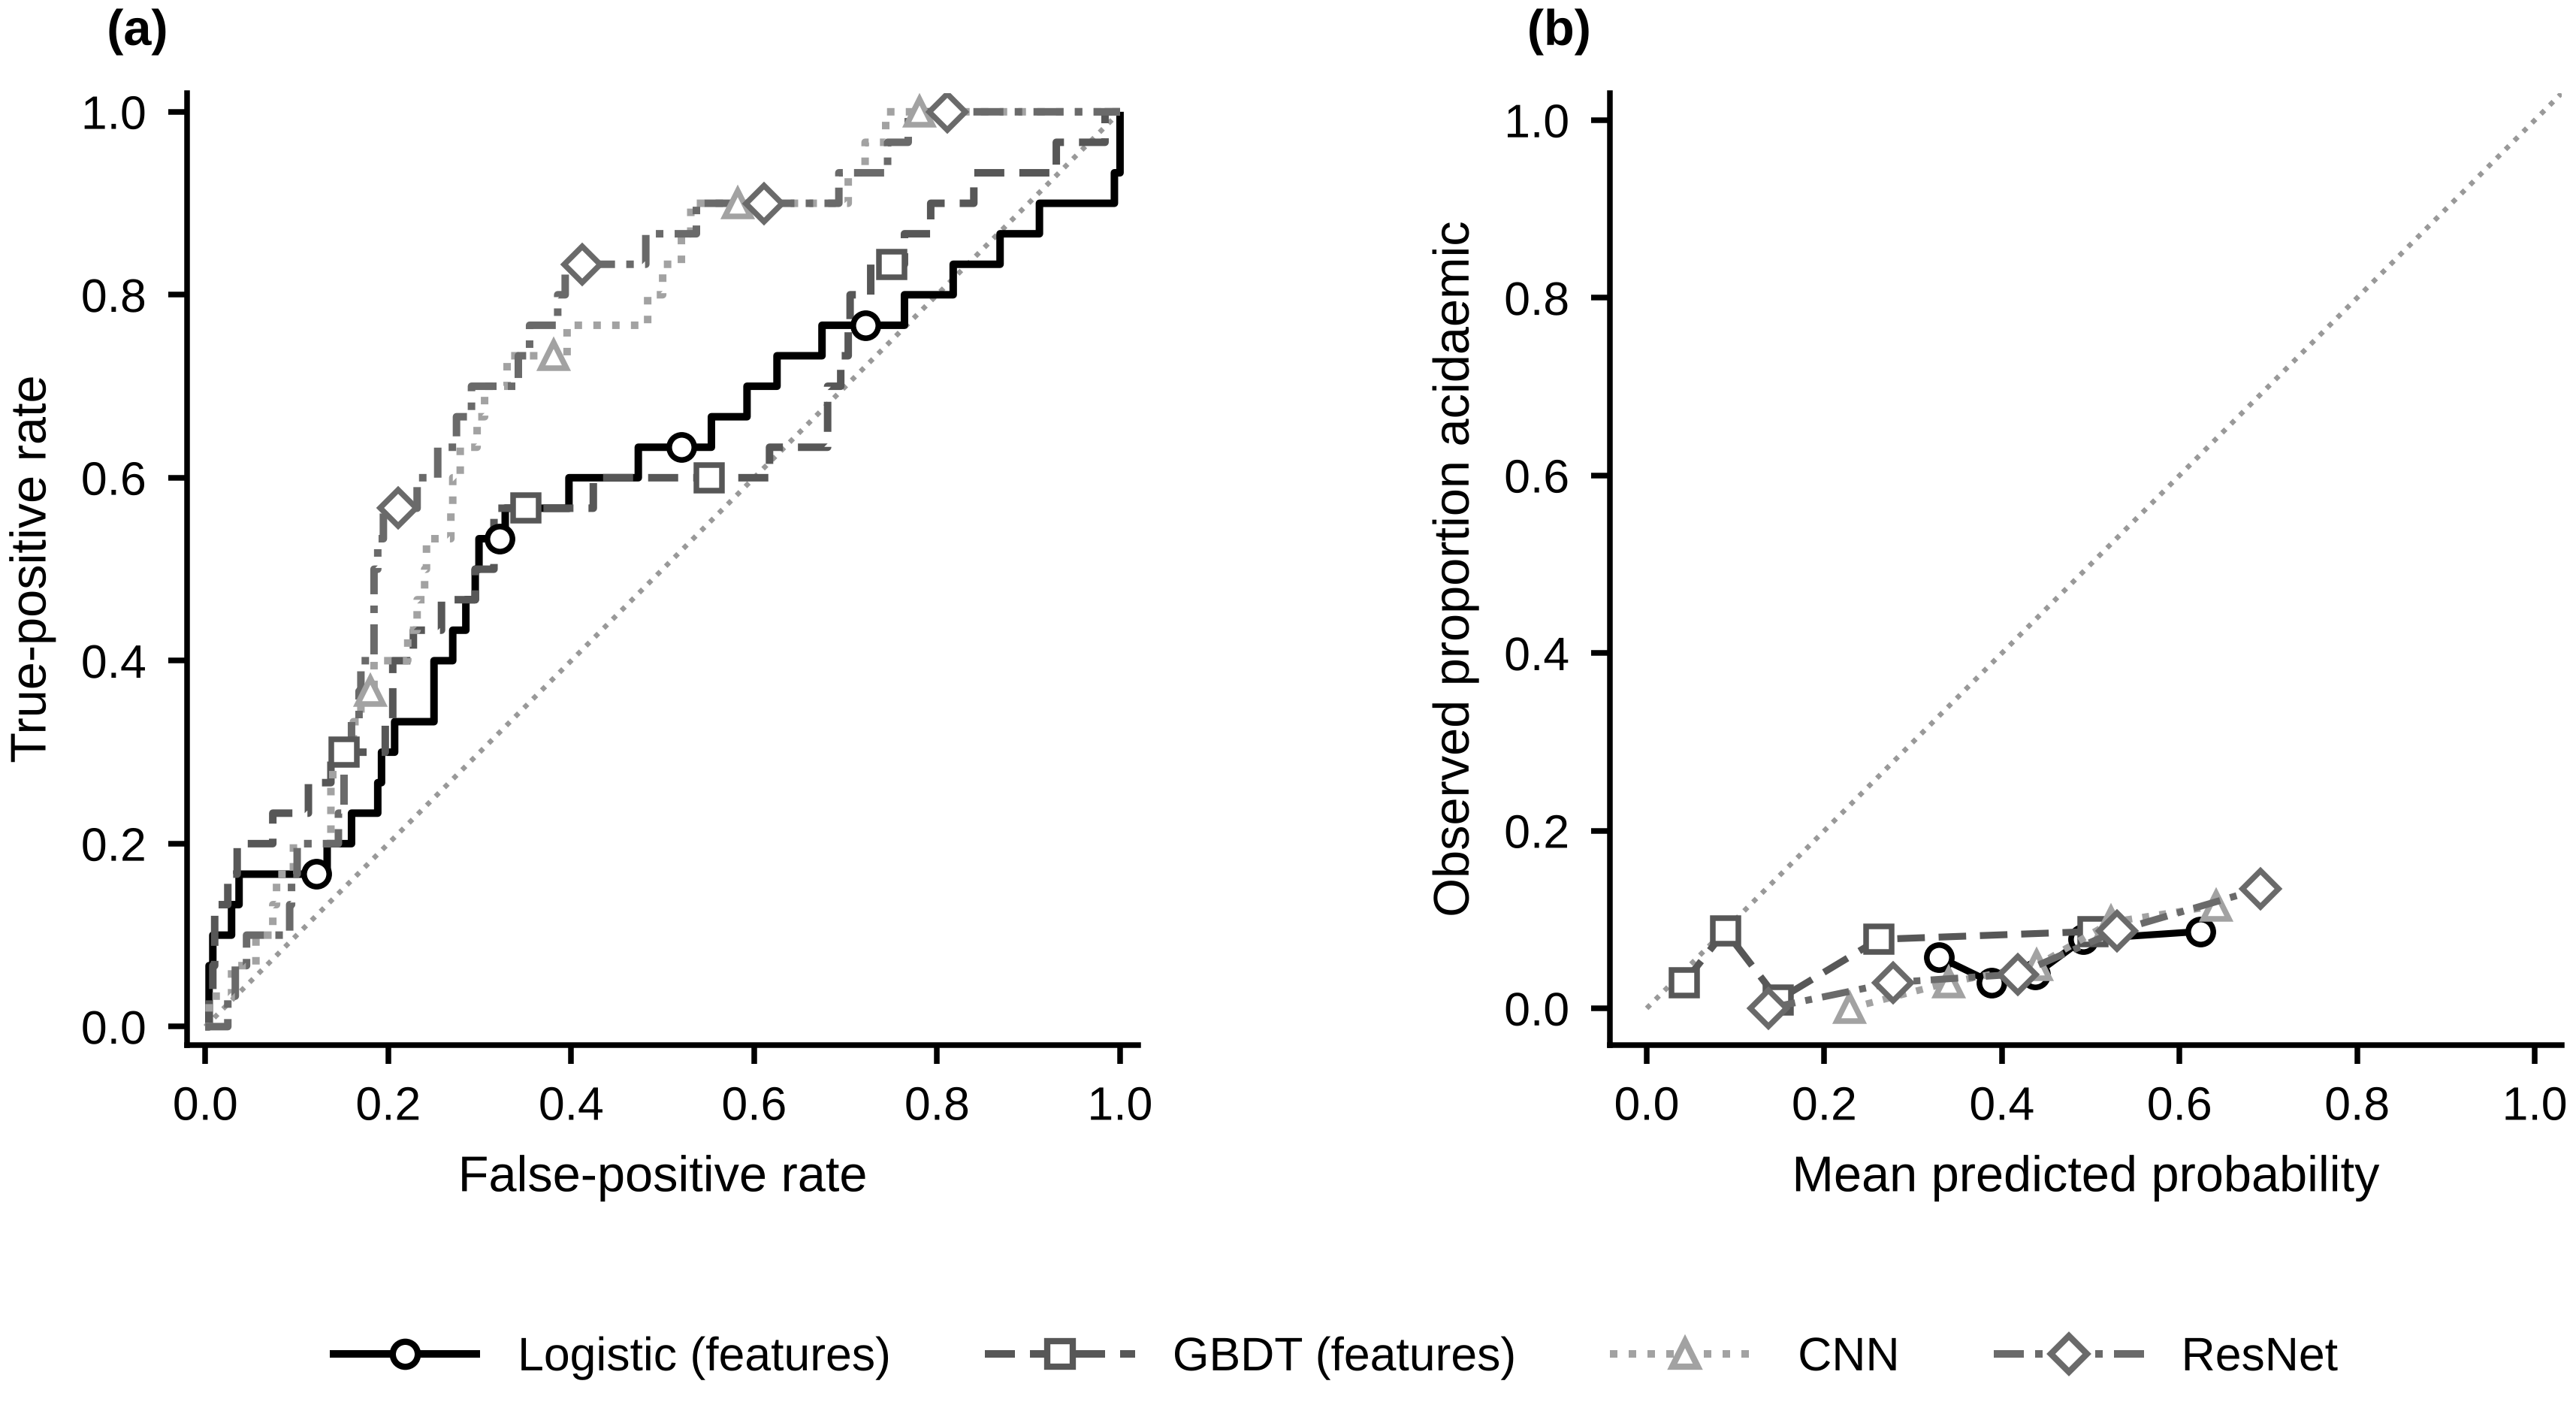 (a)
True-positive rate
1.0
0.8
0.6
0.4
0.2
0.0
0.0 0.2 0.4 0.6 0.8 1.0
False-positive rate
(b)
Observed proportion acidaemic
1.0
0.8
0.6
0.4
0.2
0.0
0.0 0.2 0.4 0.6 0.8 1.0
Mean predicted probability
Logistic (features) GBDT (features) CNN ResNet